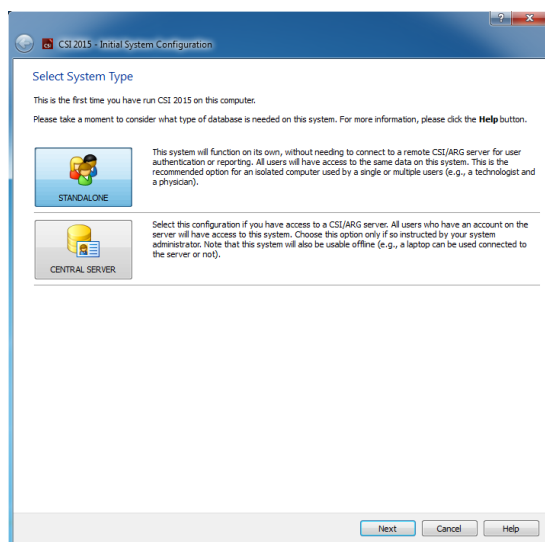 CSI 2015 - Initial System Configuration
Select System Type
This is the first time you have run CSI 2015 on this computer.
Please take a moment to consider what type of database is needed on this system. For more information, please click the Help button.
This system will function on its own, without needing to connect to a remote CSI/ARG server for user
authentication or reporting. All users will have access to the same data on this system. This is the
recommended option for an isolated computer used by a single or multiple users (e.g., a technologist and
a physician).
STANDALONE
Select this configuration if you have access to a CSI/ARG server. All users who have an account on the
server will have access to this system. Choose this option only if so instructed by your system
administrator. Note that this system will also be usable offline (e.g., a laptop can be used connected to
the server or not).
CENTRAL SERVER
Next Cancel Help